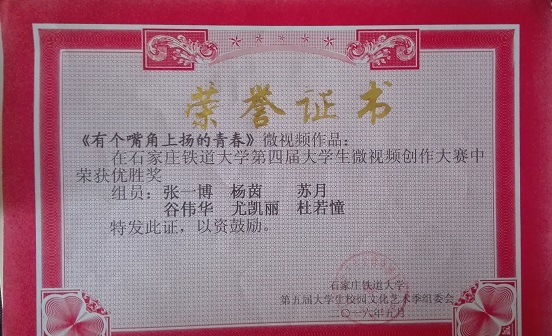 荣誉证书
《有个嘴角上扬的青春》微视频作品：
在石家庄铁道大学第四届大学生微视频创作大赛中
荣获优胜奖
组员：张一博 杨茵 苏月
谷伟华 尤凯丽 杜若憧
特发此证，以资鼓励。
石家庄铁道大学
第五届大学生校园文化艺术季组委会
二〇一六年五月